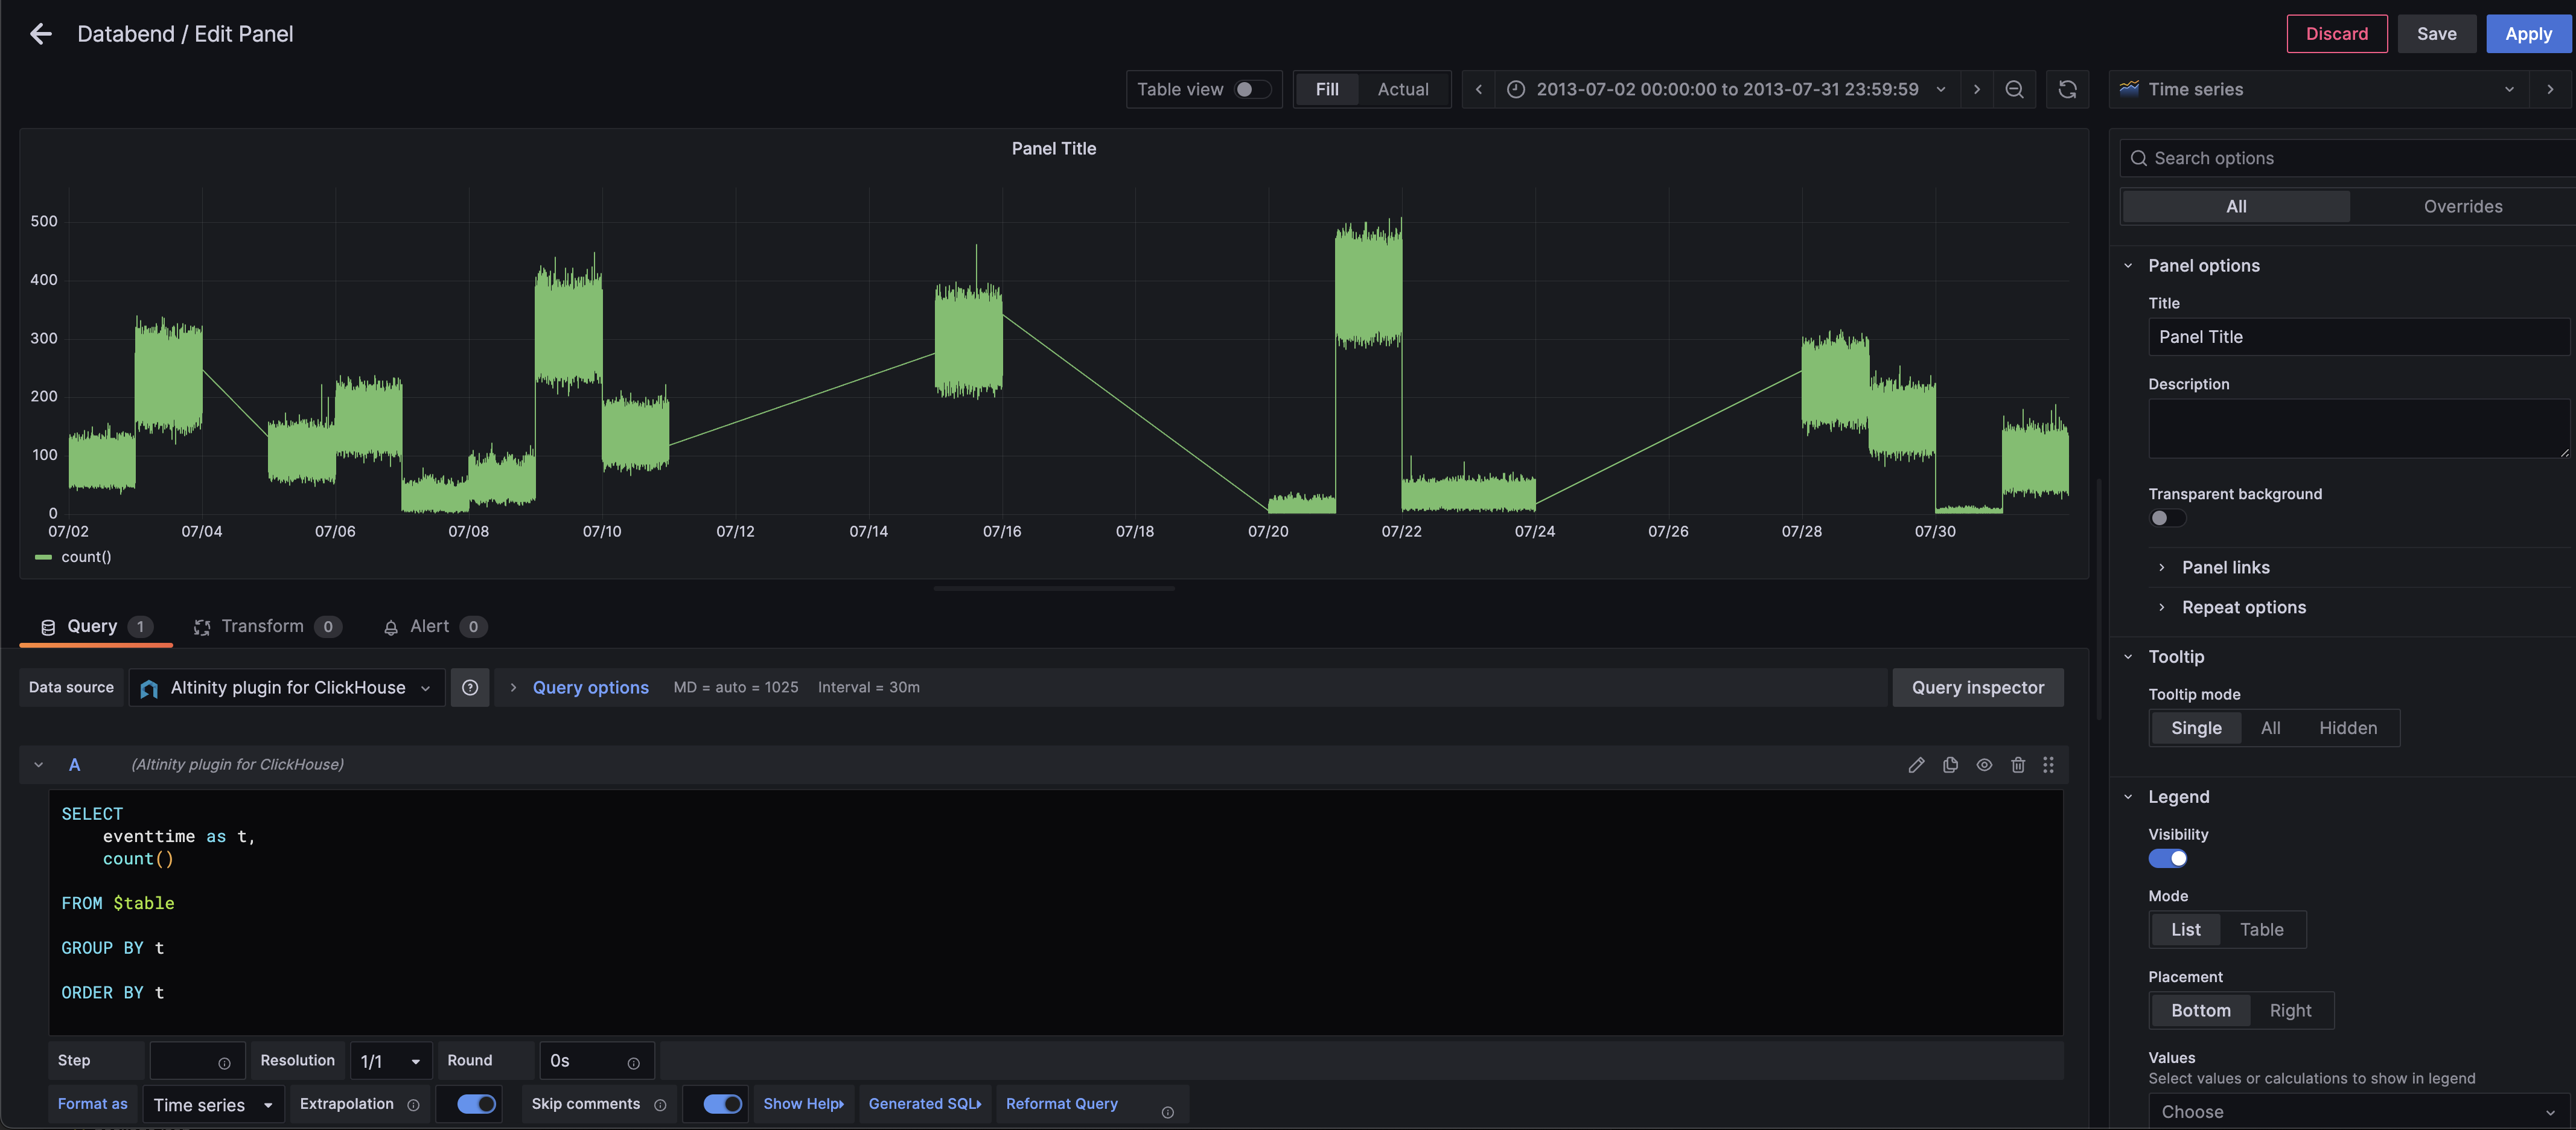 Databend / Edit Panel
Discard
Save
Apply
Table view
Fill
Actual
2013-07-02 00:00:00 to 2013-07-31 23:59:59
Time series
Panel Title
500
400
300
200
100
0
07/02
07/04
07/06
07/08
07/10
07/12
07/14
07/16
07/18
07/20
07/22
07/24
07/26
07/28
07/30
count()
Query 1
Transform 0
Alert 0
Data source
Altinity plugin for ClickHouse
Query options
MD = auto = 1025
Interval = 30m
Query inspector
A
(Altinity plugin for ClickHouse)
SELECT
eventtime as t,
count()
FROM $table
GROUP BY t
ORDER BY t
Step
Resolution
1/1
Round
0s
Format as
Time series
Extrapolation
Skip comments
Show Help
Generated SQL
Reformat Query
Search options
All
Overrides
Panel options
Title
Panel Title
Description
Transparent background
Panel links
Repeat options
Tooltip
Tooltip mode
Single
All
Hidden
Legend
Visibility
Mode
List
Table
Placement
Bottom
Right
Values
Select values or calculations to show in legend
Choose